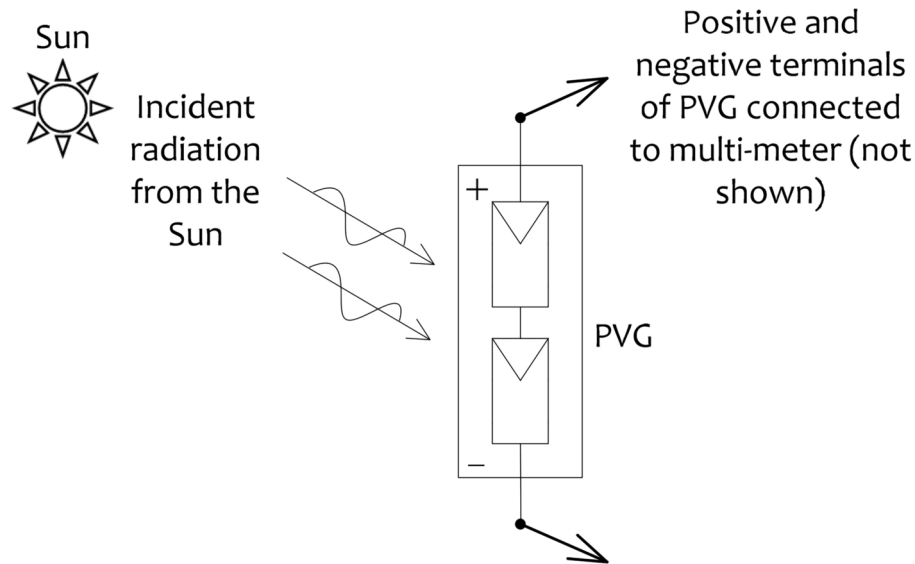 Sun
Incident
radiation
from the
Sun
Positive and
negative terminals
of PVG connected
to multi-meter (not
shown)
+
PVG
−